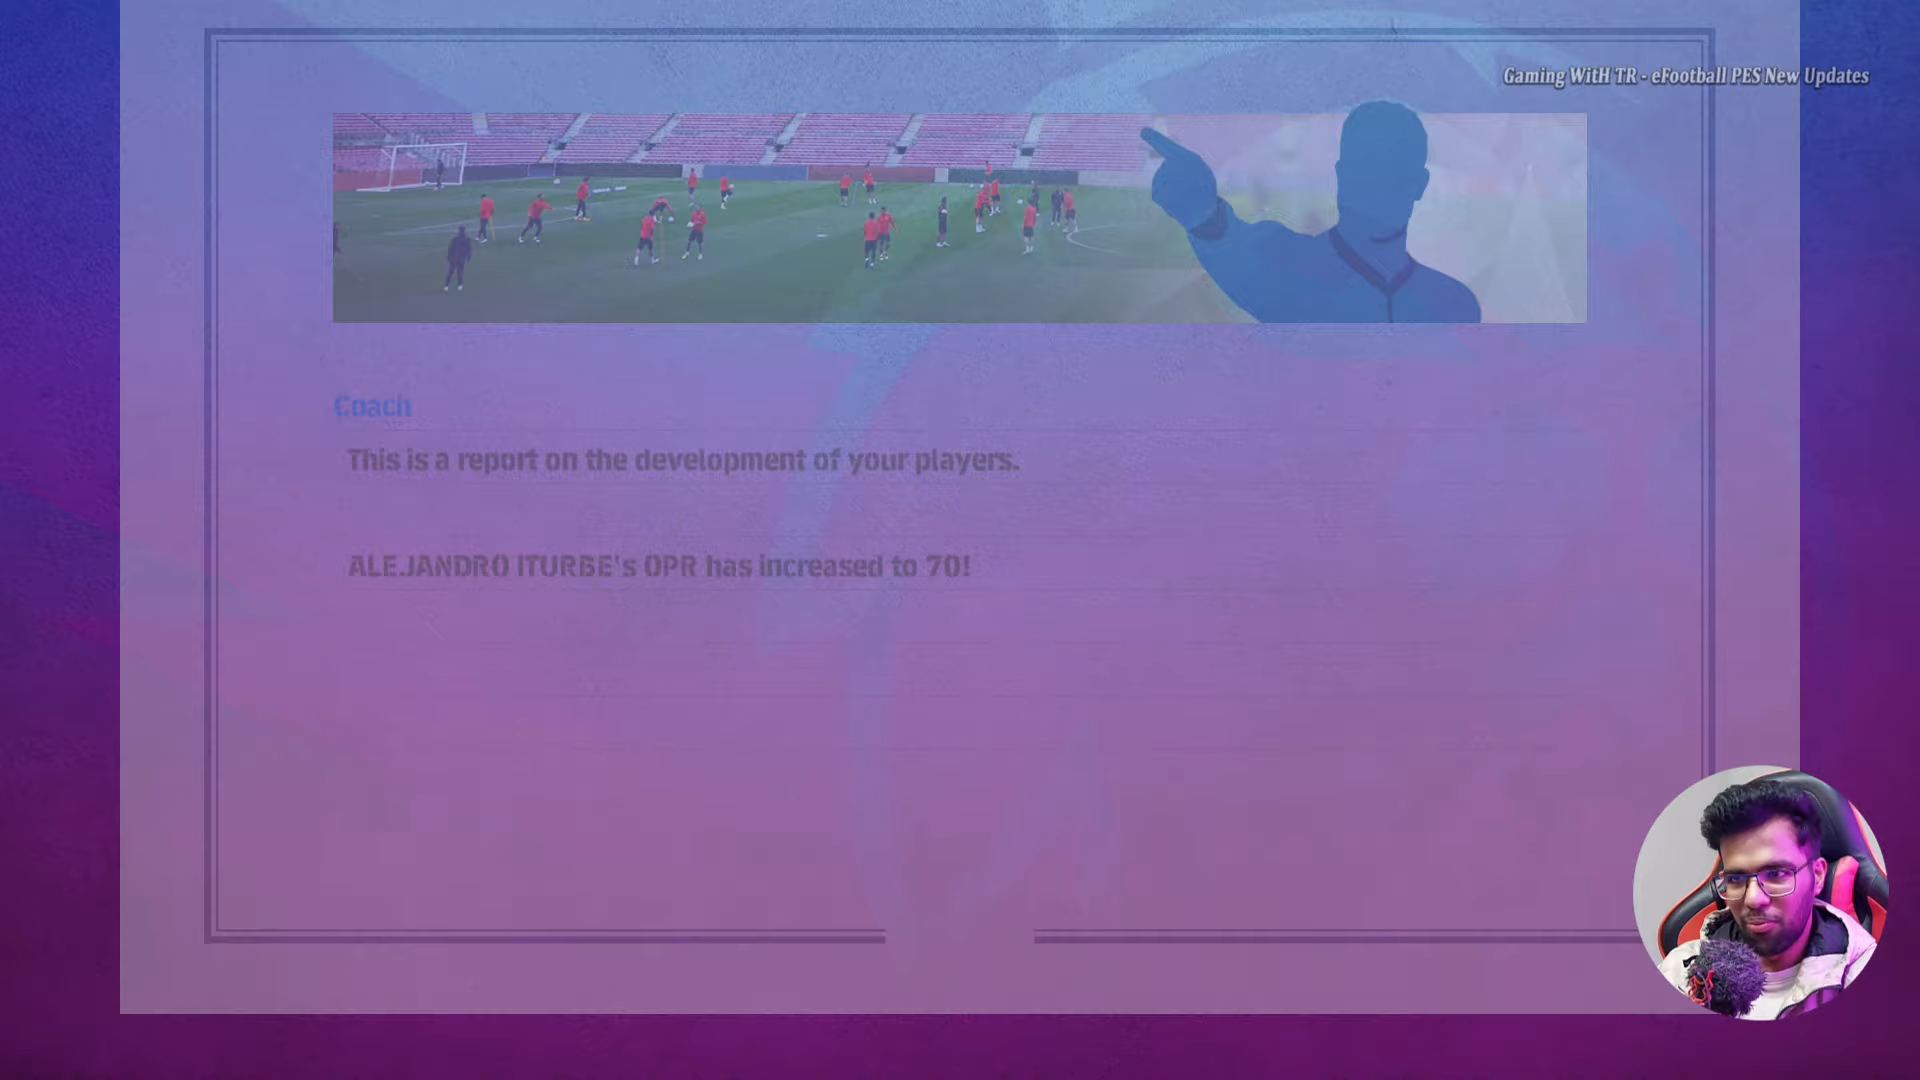 Gaming WitH TR - eFootball PES New Updates
Coach
This is a report on the development of your players.
ALEJANDRO ITURBE's OPR has increased to 70!